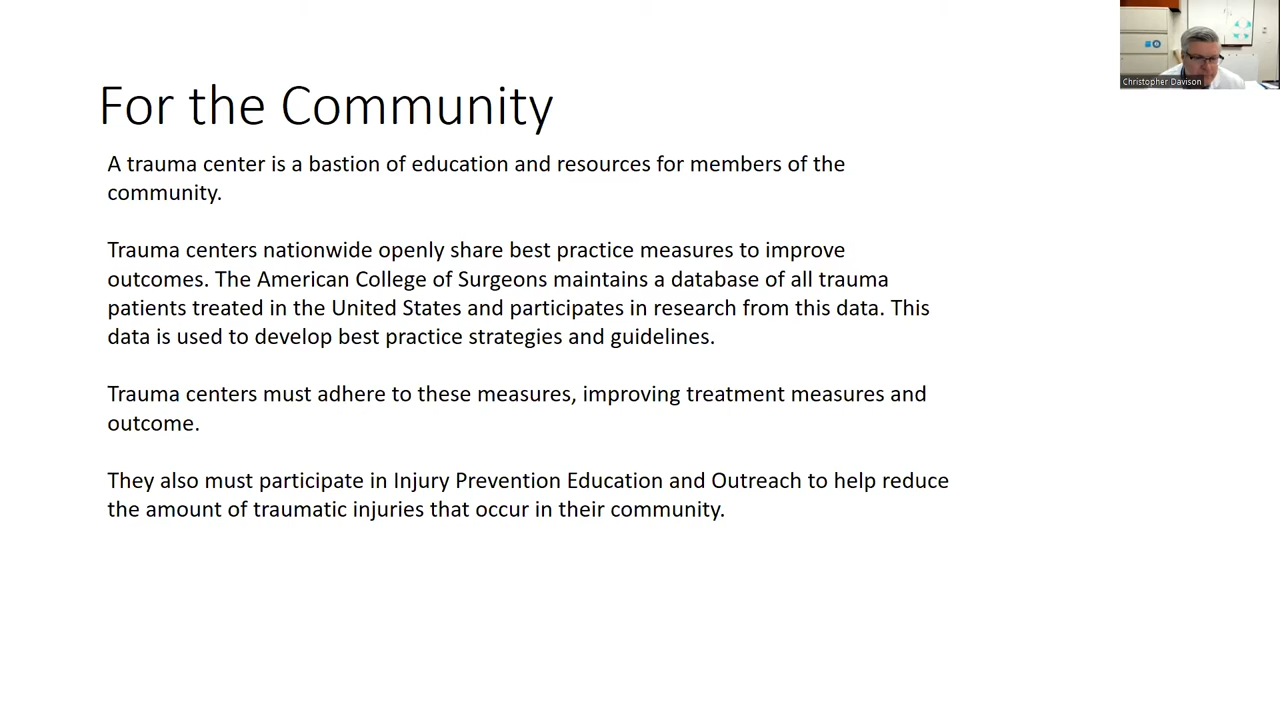 For the Community
A trauma center is a bastion of education and resources for members of the
community.
Trauma centers nationwide openly share best practice measures to improve
outcomes. The American College of Surgeons maintains a database of all trauma
patients treated in the United States and participates in research from this data. This
data is used to develop best practice strategies and guidelines.
Trauma centers must adhere to these measures, improving treatment measures and
outcome.
They also must participate in Injury Prevention Education and Outreach to help reduce
the amount of traumatic injuries that occur in their community.
Christopher Davison